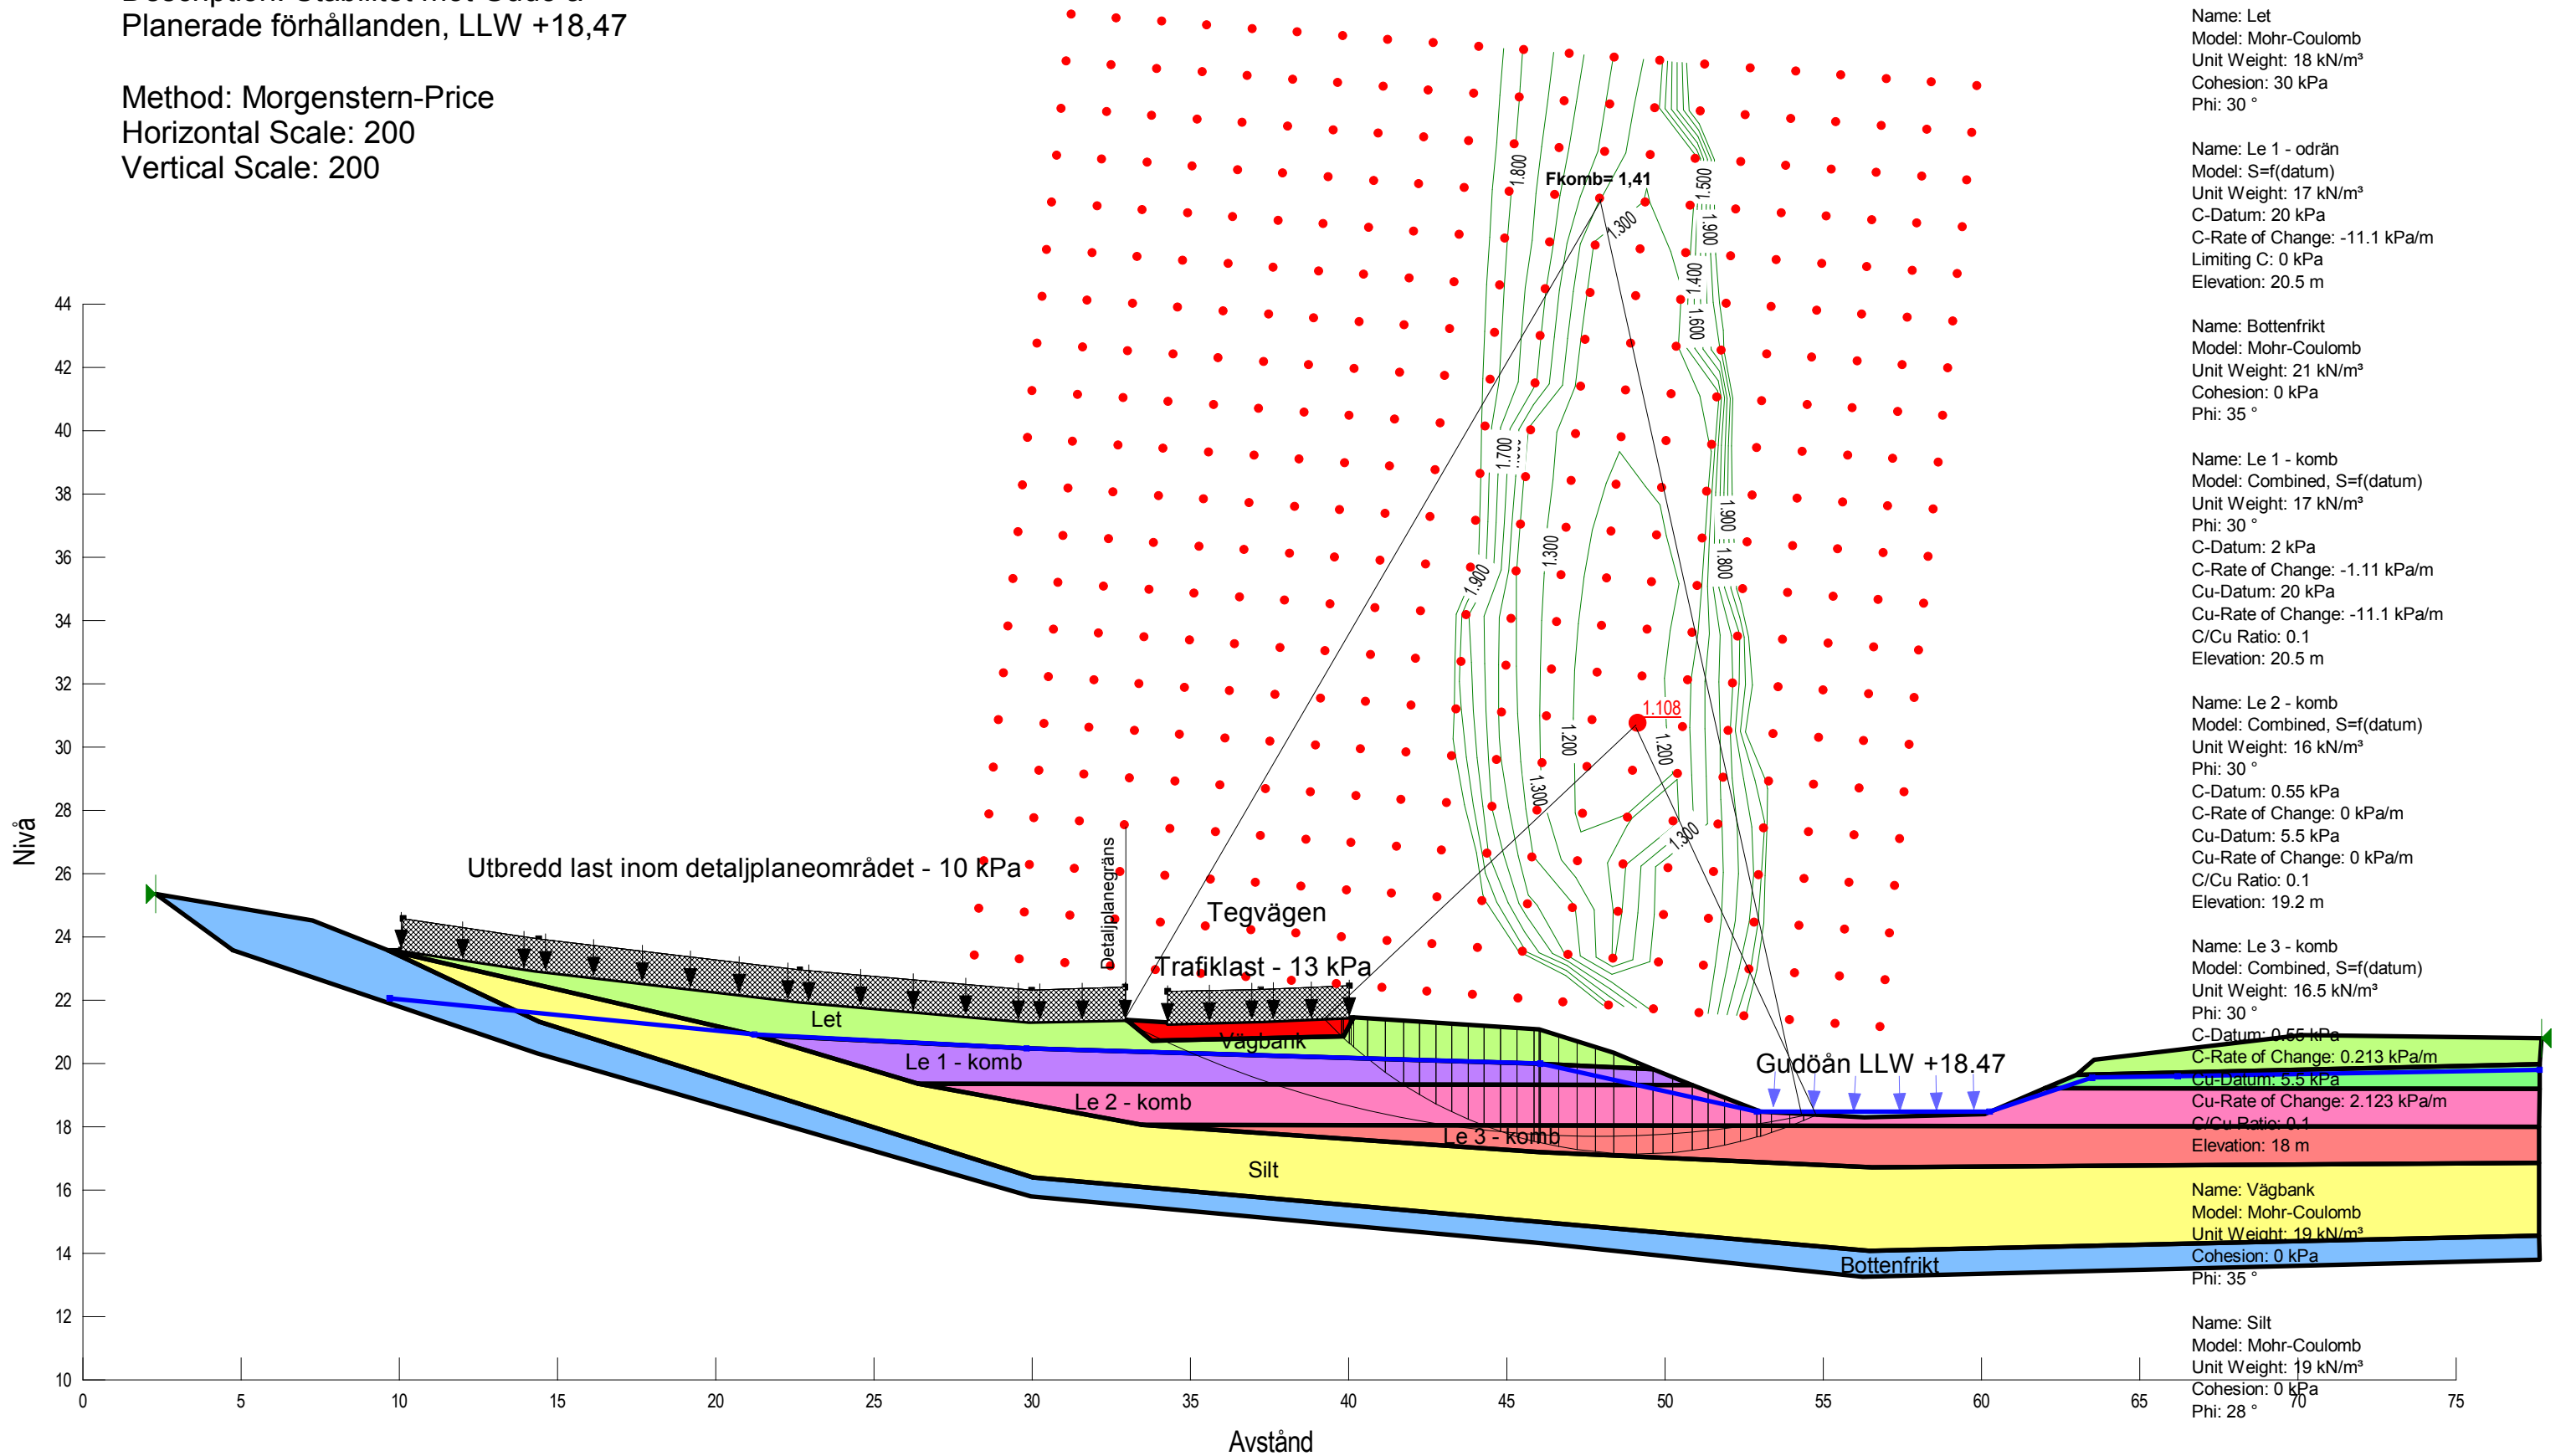 Planerade förhållanden, LLW +18,47
Method: Morgenstern-Price
Horizontal Scale: 200
Vertical Scale: 200
Name: Let
Model: Mohr-Coulomb
Unit Weight: 18 kN/m³
Cohesion: 30 kPa
Phi: 30 °
Name: Le 1 - odrän
Model: S=f(datum)
Unit Weight: 17 kN/m³
C-Datum: 20 kPa
C-Rate of Change: -11.1 kPa/m
Limiting C: 0 kPa
Elevation: 20.5 m
Name: Bottenfrikt
Model: Mohr-Coulomb
Unit Weight: 21 kN/m³
Cohesion: 0 kPa
Phi: 35 °
Name: Le 1 - komb
Model: Combined, S=f(datum)
Unit Weight: 17 kN/m³
Phi: 30 °
C-Datum: 2 kPa
C-Rate of Change: -1.11 kPa/m
Cu-Datum: 20 kPa
Cu-Rate of Change: -11.1 kPa/m
C/Cu Ratio: 0.1
Elevation: 20.5 m
Name: Le 2 - komb
Model: Combined, S=f(datum)
Unit Weight: 16 kN/m³
Phi: 30 °
C-Datum: 0.55 kPa
C-Rate of Change: 0 kPa/m
Cu-Datum: 5.5 kPa
Cu-Rate of Change: 0 kPa/m
C/Cu Ratio: 0.1
Elevation: 19.2 m
Name: Le 3 - komb
Model: Combined, S=f(datum)
Unit Weight: 16.5 kN/m³
Phi: 30 °
C-Datum: 0.55 kPa
C-Rate of Change: 0.213 kPa/m
Cu-Datum: 5.5 kPa
Cu-Rate of Change: 2.123 kPa/m
C/Cu Ratio: 0.1
Elevation: 18 m
Name: Vägbank
Model: Mohr-Coulomb
Unit Weight: 19 kN/m³
Cohesion: 0 kPa
Phi: 35 °
Name: Silt
Model: Mohr-Coulomb
Unit Weight: 19 kN/m³
Cohesion: 0 kPa
Phi: 28 °
Fkomb= 1,41
1.800
1.300
1.500
1.600
1.400
1.600
1.700
1.300
1.900
1.900
1.800
1.108
1.200
1.200
1.300
1.300
Utbredd last inom detaljplaneområdet - 10 kPa
Detaljplanegräns
Tegvägen
Trafiklast - 13 kPa
Let
Vägbank
Le 1 - komb
Le 2 - komb
Le 3 - komb
Silt
Bottenfrikt
Gudöån LLW +18.47
Nivå
44
42
40
38
36
34
32
30
28
26
24
22
20
18
16
14
12
10
0 5 10 15 20 25 30 35 40 45 50 55 60 65 70 75
Avstånd